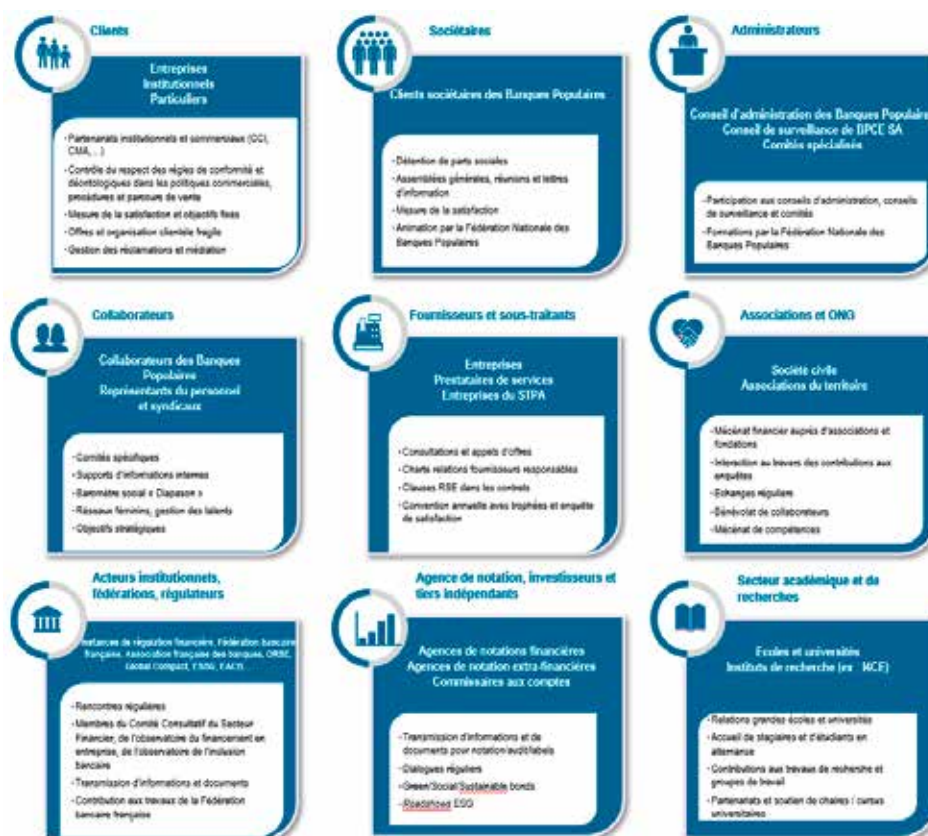 Clients
Entreprises
Institutionnels
Particuliers
-Partenariats institutionnels et commerciaux (CCI,
CMA, ...)
-Contrôle du respect des règles de conformité et
déontologiques dans les politiques commerciales,
procédures et parcours de vente
-Mesure de la satisfaction et objectifs fixés
-Offres et organisation clientèle fragile
-Gestion des réclamations et médiation
Sociétaires
Clients sociétaires des Banques Populaires
-Détention de parts sociales
-Assemblées générales, réunions et lettres
d'information
-Mesure de la satisfaction
-Animation par la Fédération Nationale des
Banques Populaires
Administrateurs
Conseil d'administration des Banques Populaire
Conseil de surveillance de BPCE SA
Comités spécialisés
-Participation aux conseils d'administration, conseils
de surveillance et comités
-Formations par la Fédération Nationale des
Banques Populaires
Collaborateurs
Collaborateurs des Banques
Populaires
Représentants du personnel
et syndicaux
-Comités spécifiques
-Supports d'informations internes
-Baromètre social « Diapason »
-Réseaux féminins, gestion des talents
-Objectifs stratégiques
Fournisseurs et sous-traitants
Entreprises
Prestataires de services
Entreprises du STPA
-Consultations et appels d'offres
-Charte relations fournisseurs responsables
-Clauses RSE dans les contrats
-Convention annuelle avec trophées et enquête
de satisfaction
Associations et ONG
Société civile
Associations du territoire
-Mécénat financier auprès d'associations et
fondations
-Interaction au travers des contributions aux
enquêtes
-Echanges réguliers
-Bénévolat de collaborateurs
-Mécénat de compétences
Acteurs institutionnels,
fédérations, régulateurs
Instances de régulation financière, Fédération bancaire
française, Association française des banques, ORSE,
Global Compact,
-Rencontres régulières
-Membres du Comité Consultatif du Secteur
Financier, de l'observatoire du financement en
entreprise, de l'observatoire de l'inclusion
bancaire
-Transmission d'informations et documents
-Contribution aux travaux de la Fédération
bancaire française
Agence de notation, investisseurs et
tiers indépendants
Agences de notations financières
Agences de notation extra-financières
Commissaires aux comptes
-Transmission d'informations et de
documents pour notation/audit/labels
-Dialogues réguliers
-Green/Social/Sustainable bonds
-Roadshows ESG
Secteur académique et de
recherches
Ecoles et universités
Instituts de recherche (ex
-Relations grandes écoles et universités
-Accueil de stagiaires et d'étudiants en
alternance
-Contributions aux travaux de recherche et
groupes de travail
-Partenariats et soutien de chaires / cursus
universitaires